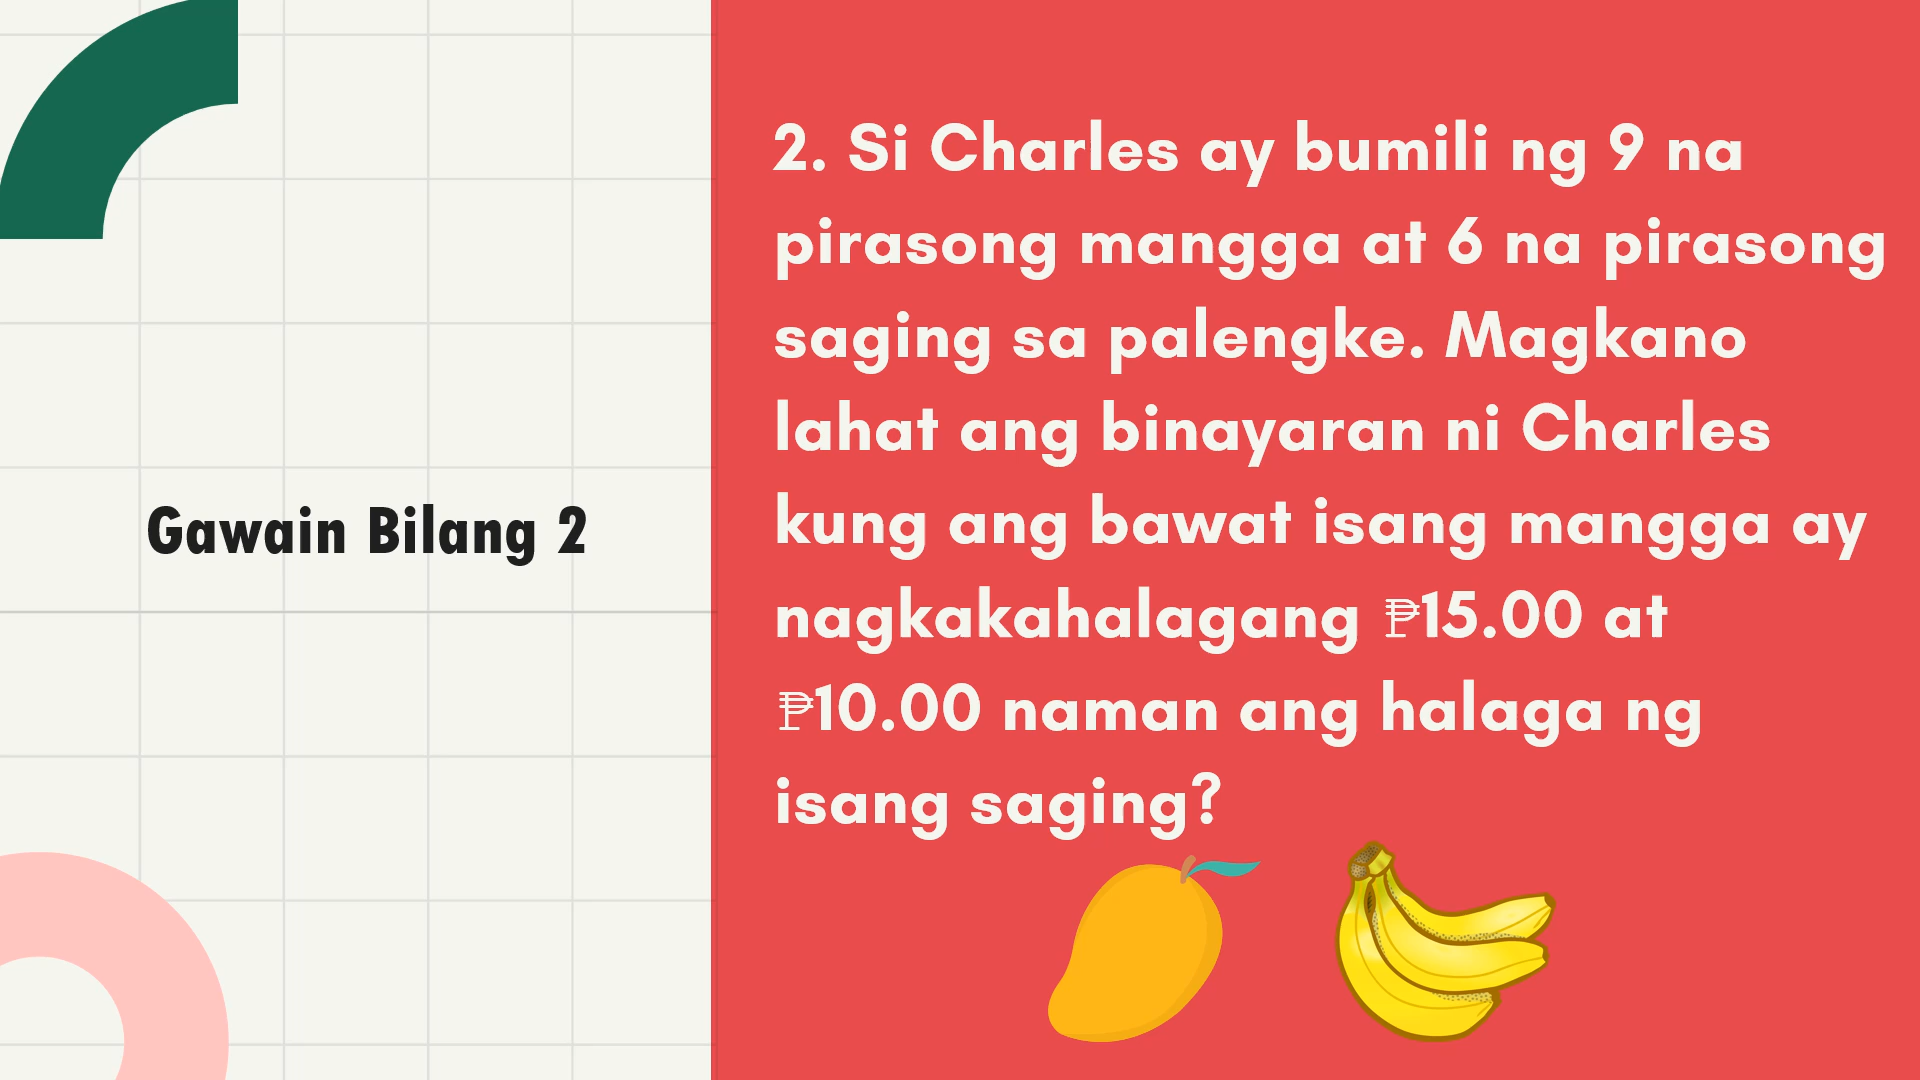 Gawain Bilang 2
2. Si Charles ay bumili ng 9 na
pirasong mangga at 6 na pirasong
saging sa palengke. Magkano
lahat ang binayaran ni Charles
kung ang bawat isang mangga ay
nagkakahalagang ₱15.00 at
₱10.00 naman ang halaga ng
isang saging?